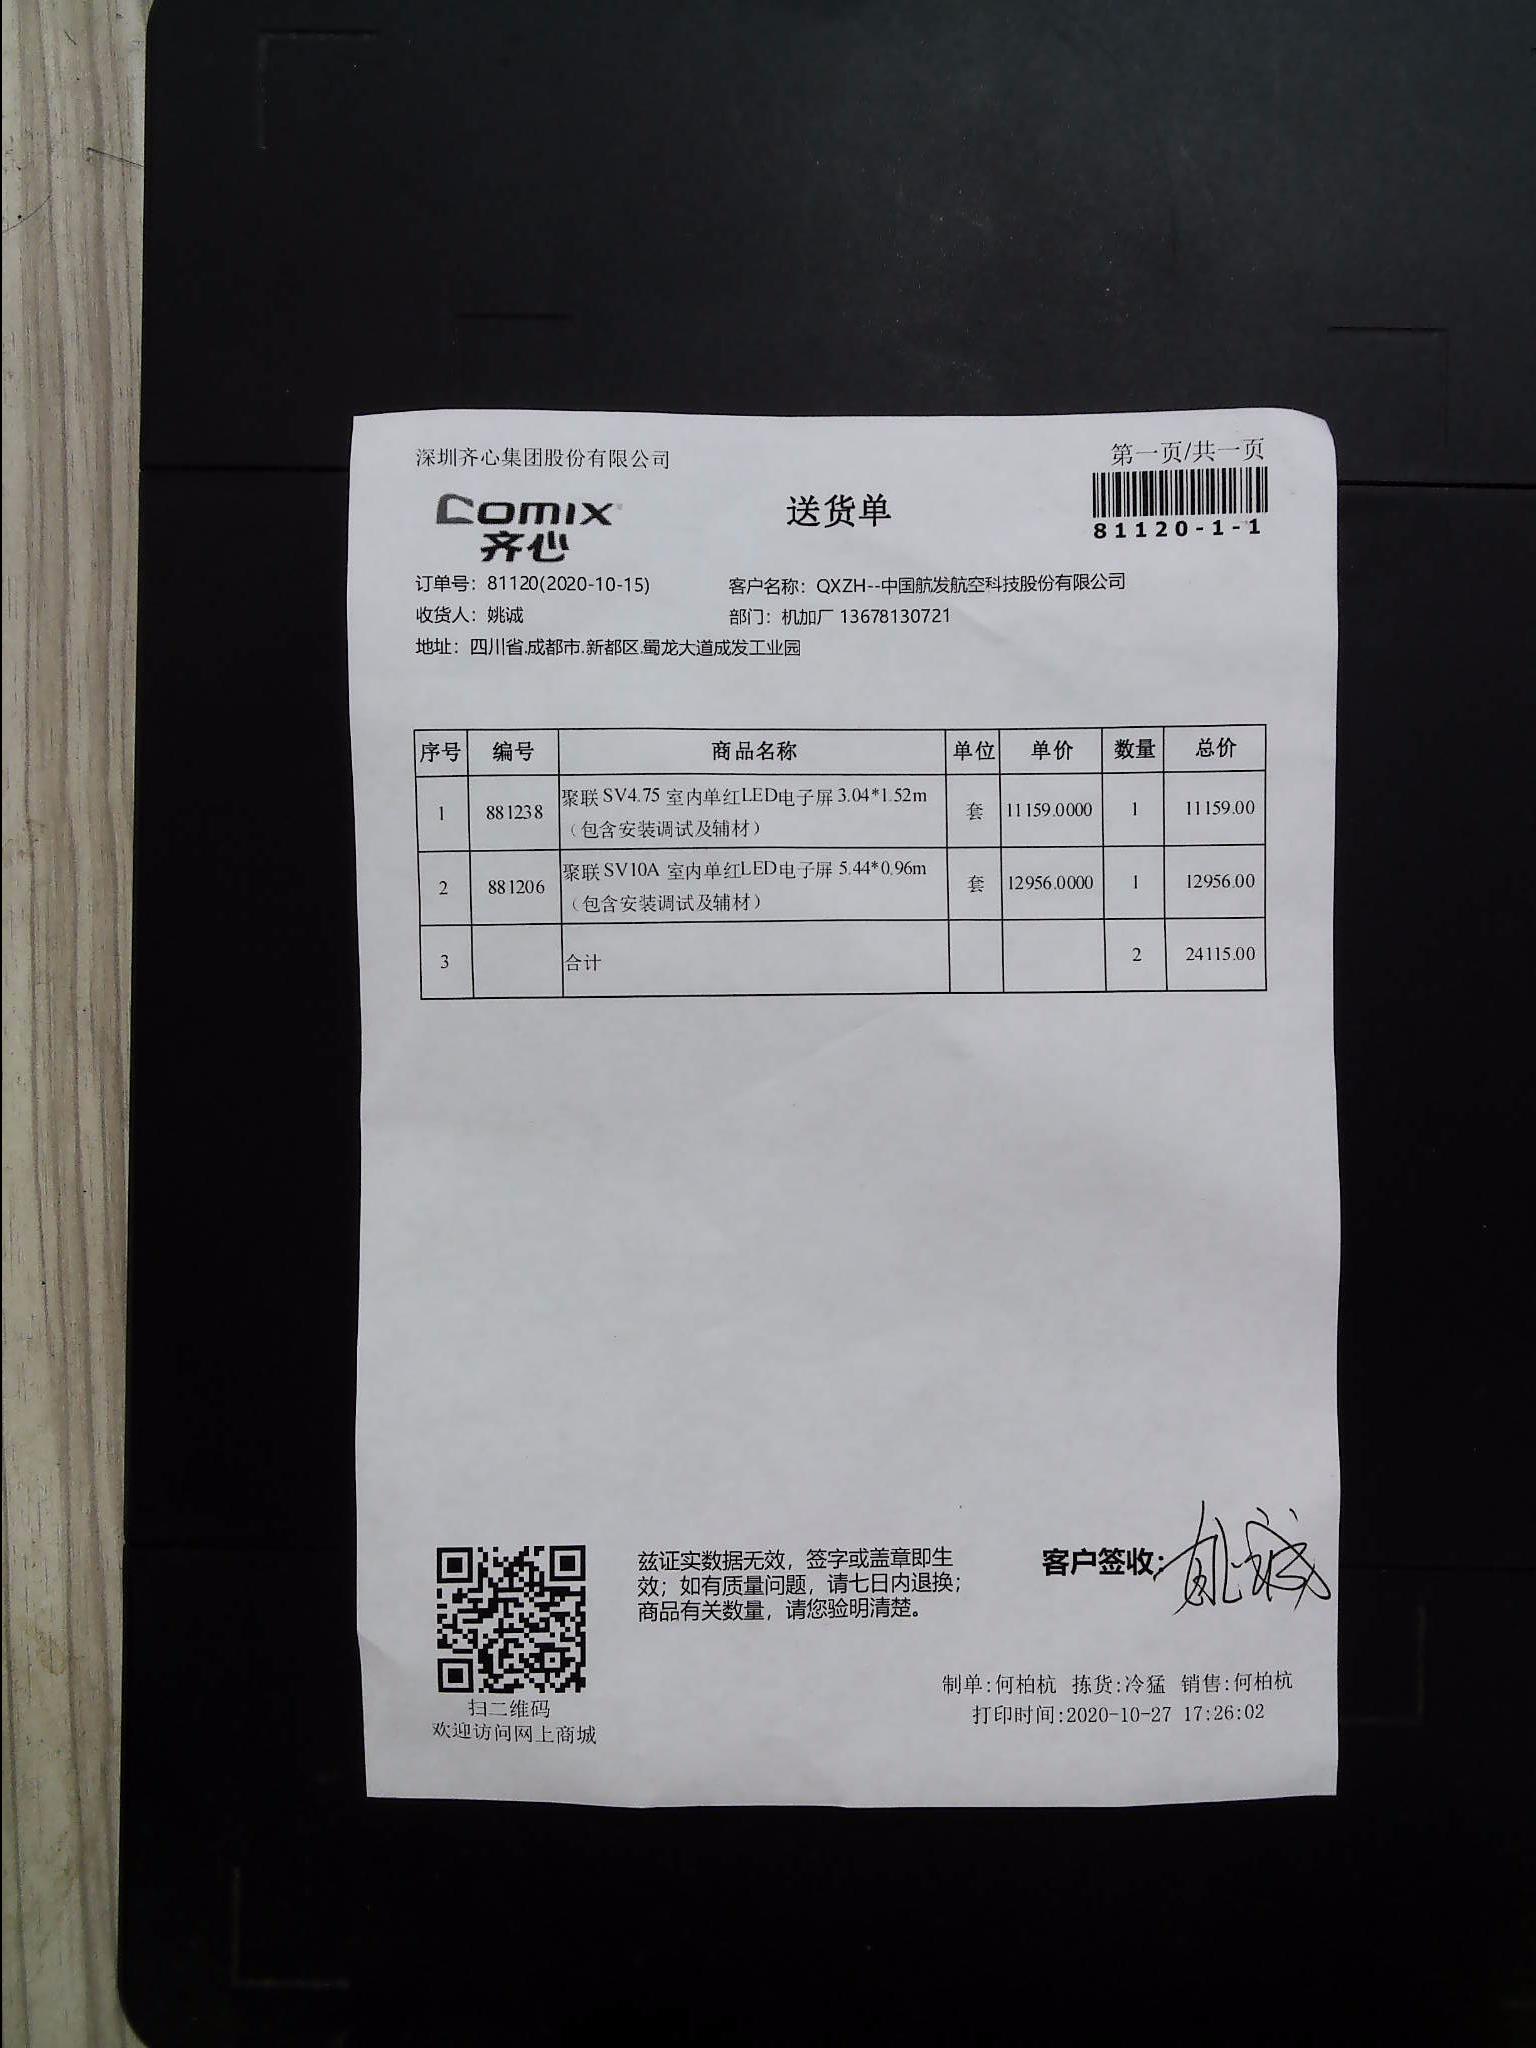 深圳齐心集团股份有限公司
第一页/共一页
comix
齐心
送货单
81120-1-1
订单号：81120(2020-10-15)
客户名称：QXZH--中国航发航空科技股份有限公司
收货人：姚诚
部门：机加厂 13678130721
地址：四川省.成都市.新都区.蜀龙大道成发工业园
序号 编号 商品名称 单位 单价 数量 总价
1 881238 聚联 SV4.75 室内单红LED电子屏 3.04*1.52m 套 11159.0000 1 11159.00
（包含安装调试及辅材）
2 881206 聚联 SV10A 室内单红LED电子屏 5.44*0.96m 套 12956.0000 1 12956.00
（包含安装调试及辅材）
3 合计 2 24115.00
兹证实数据无效，签字或盖章即生
效；如有质量问题，请七日内退换；
商品有关数量，请您验明清楚。
客户签收：姚诚
扫二维码
欢迎访问网上商城
制单:何柏杭 拣货:冷猛 销售:何柏杭
打印时间:2020-10-27 17:26:02